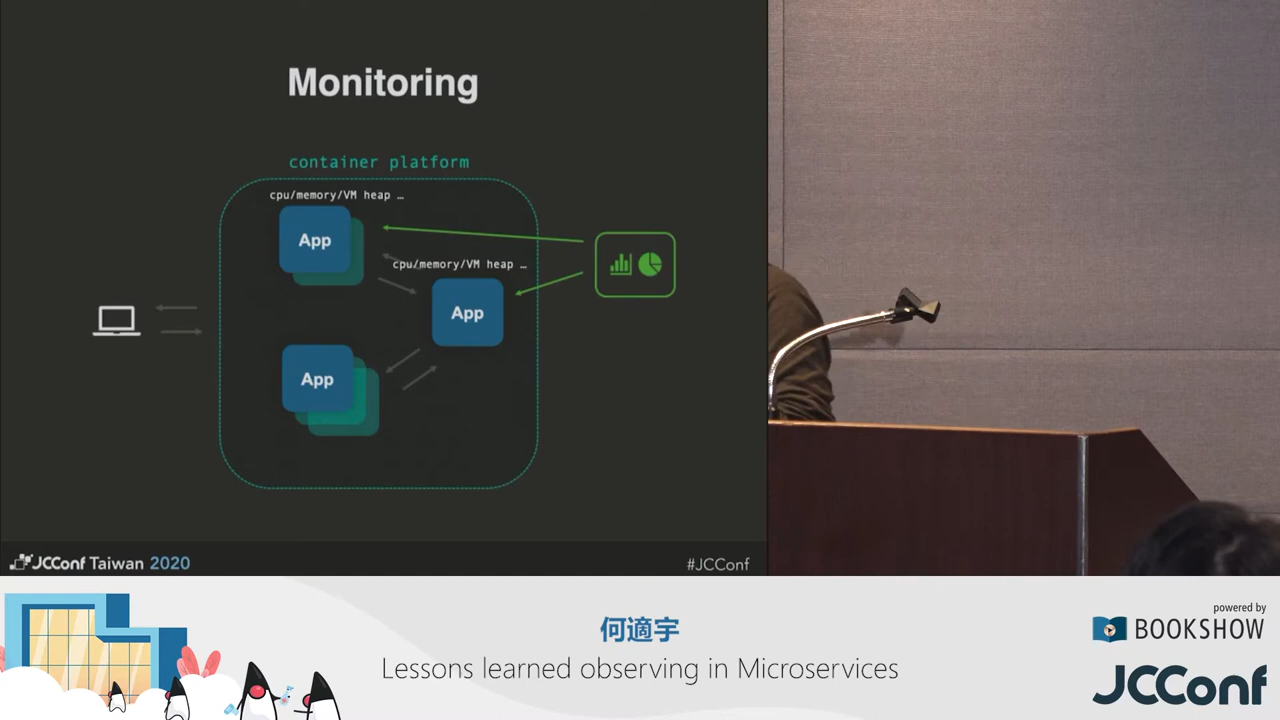 Monitoring
container platform
cpu/memory/VM heap …
App
cpu/memory/VM heap …
App
App
JCConf Taiwan 2020
#JCConf
何適宇
Lessons learned observing in Microservices
powered by
BOOKSHOW
JCConf